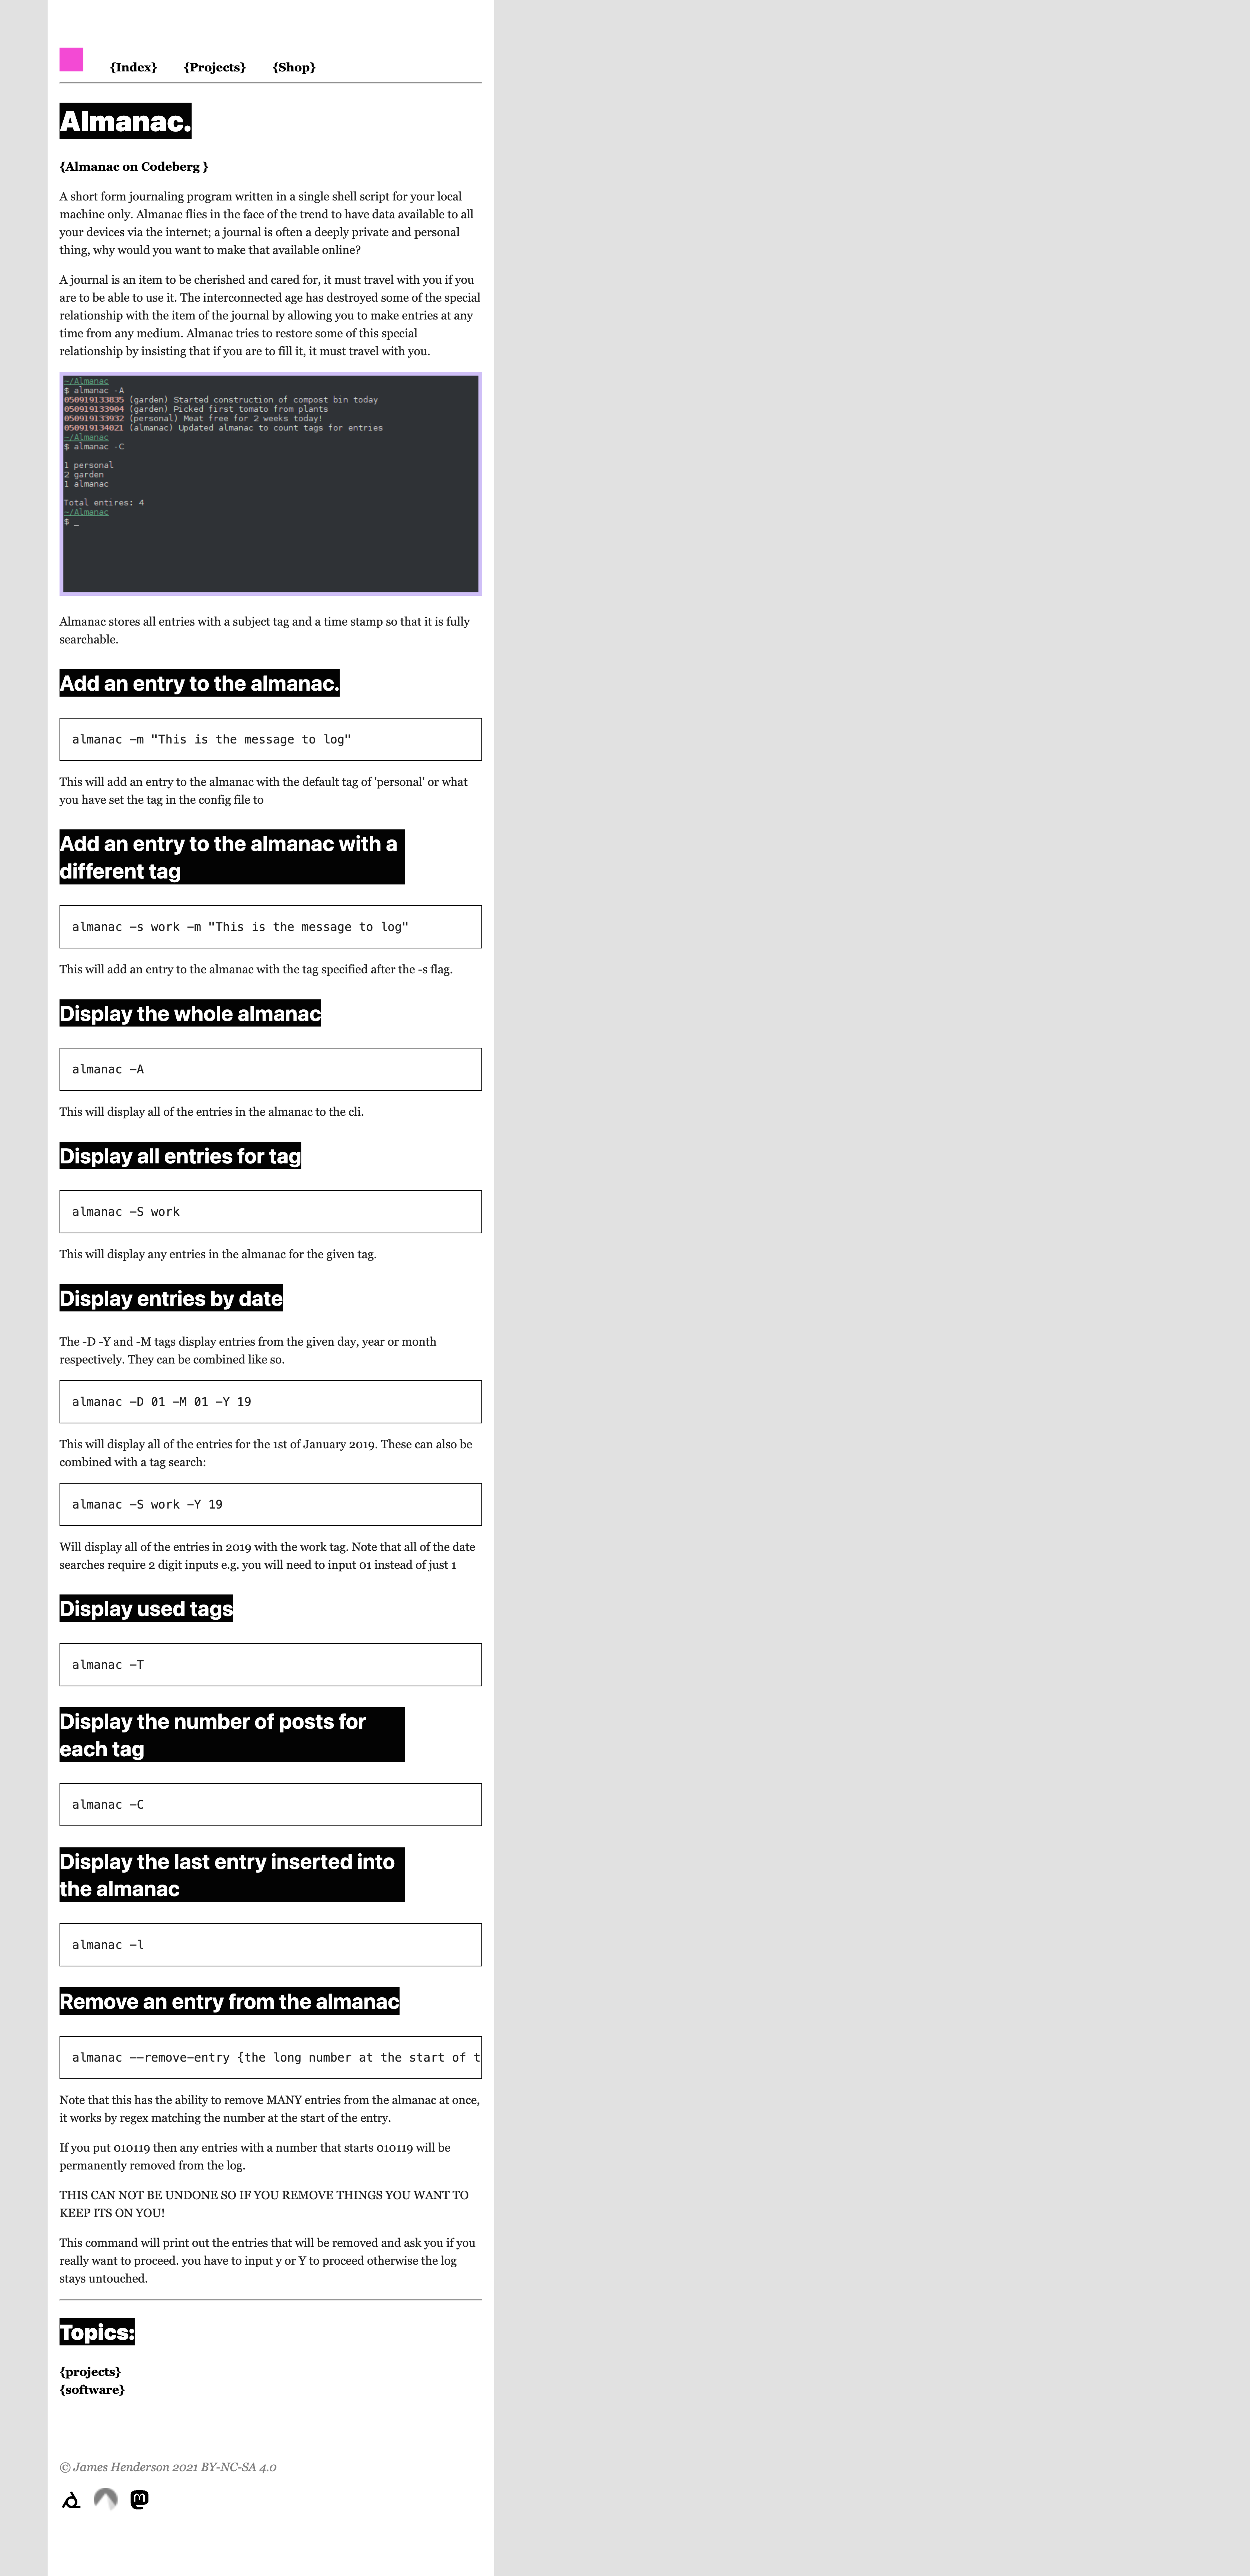 {Index} {Projects} {Shop}
Almanac.
{Almanac on Codeberg }
A short form journaling program written in a single shell script for your local
machine only. Almanac flies in the face of the trend to have data available to all
your devices via the internet; a journal is often a deeply private and personal
thing, why would you want to make that available online?
A journal is an item to be cherished and cared for, it must travel with you if you
are to be able to use it. The interconnected age has destroyed some of the special
relationship with the item of the journal by allowing you to make entries at any
time from any medium. Almanac tries to restore some of this special
relationship by insisting that if you are to fill it, it must travel with you.
~/Almanac
$ almanac -A
050919133835 (garden) Started construction of compost bin today
050919133904 (garden) Picked first tomato from plants
050919133932 (personal) Meat free for 2 weeks today!
050919134021 (almanac) Updated almanac to count tags for entries
~/Almanac
$ almanac -C
1 personal
2 garden
1 almanac
Total entires: 4
~/Almanac
$ _
Almanac stores all entries with a subject tag and a time stamp so that it is fully
searchable.
Add an entry to the almanac.
almanac -m "This is the message to log"
This will add an entry to the almanac with the default tag of 'personal' or what
you have set the tag in the config file to
Add an entry to the almanac with a
different tag
almanac -s work -m "This is the message to log"
This will add an entry to the almanac with the tag specified after the -s flag.
Display the whole almanac
almanac -A
This will display all of the entries in the almanac to the cli.
Display all entries for tag
almanac -S work
This will display any entries in the almanac for the given tag.
Display entries by date
The -D -Y and -M tags display entries from the given day, year or month
respectively. They can be combined like so.
almanac -D 01 -M 01 -Y 19
This will display all of the entries for the 1st of January 2019. These can also be
combined with a tag search:
almanac -S work -Y 19
Will display all of the entries in 2019 with the work tag. Note that all of the date
searches require 2 digit inputs e.g. you will need to input 01 instead of just 1
Display used tags
almanac -T
Display the number of posts for
each tag
almanac -C
Display the last entry inserted into
the almanac
almanac -l
Remove an entry from the almanac
almanac --remove-entry {the long number at the start of t
Note that this has the ability to remove MANY entries from the almanac at once,
it works by regex matching the number at the start of the entry.
If you put 010119 then any entries with a number that starts 010119 will be
permanently removed from the log.
THIS CAN NOT BE UNDONE SO IF YOU REMOVE THINGS YOU WANT TO
KEEP ITS ON YOU!
This command will print out the entries that will be removed and ask you if you
really want to proceed. you have to input y or Y to proceed otherwise the log
stays untouched.
Topics:
{projects}
{software}
© James Henderson 2021 BY-NC-SA 4.0